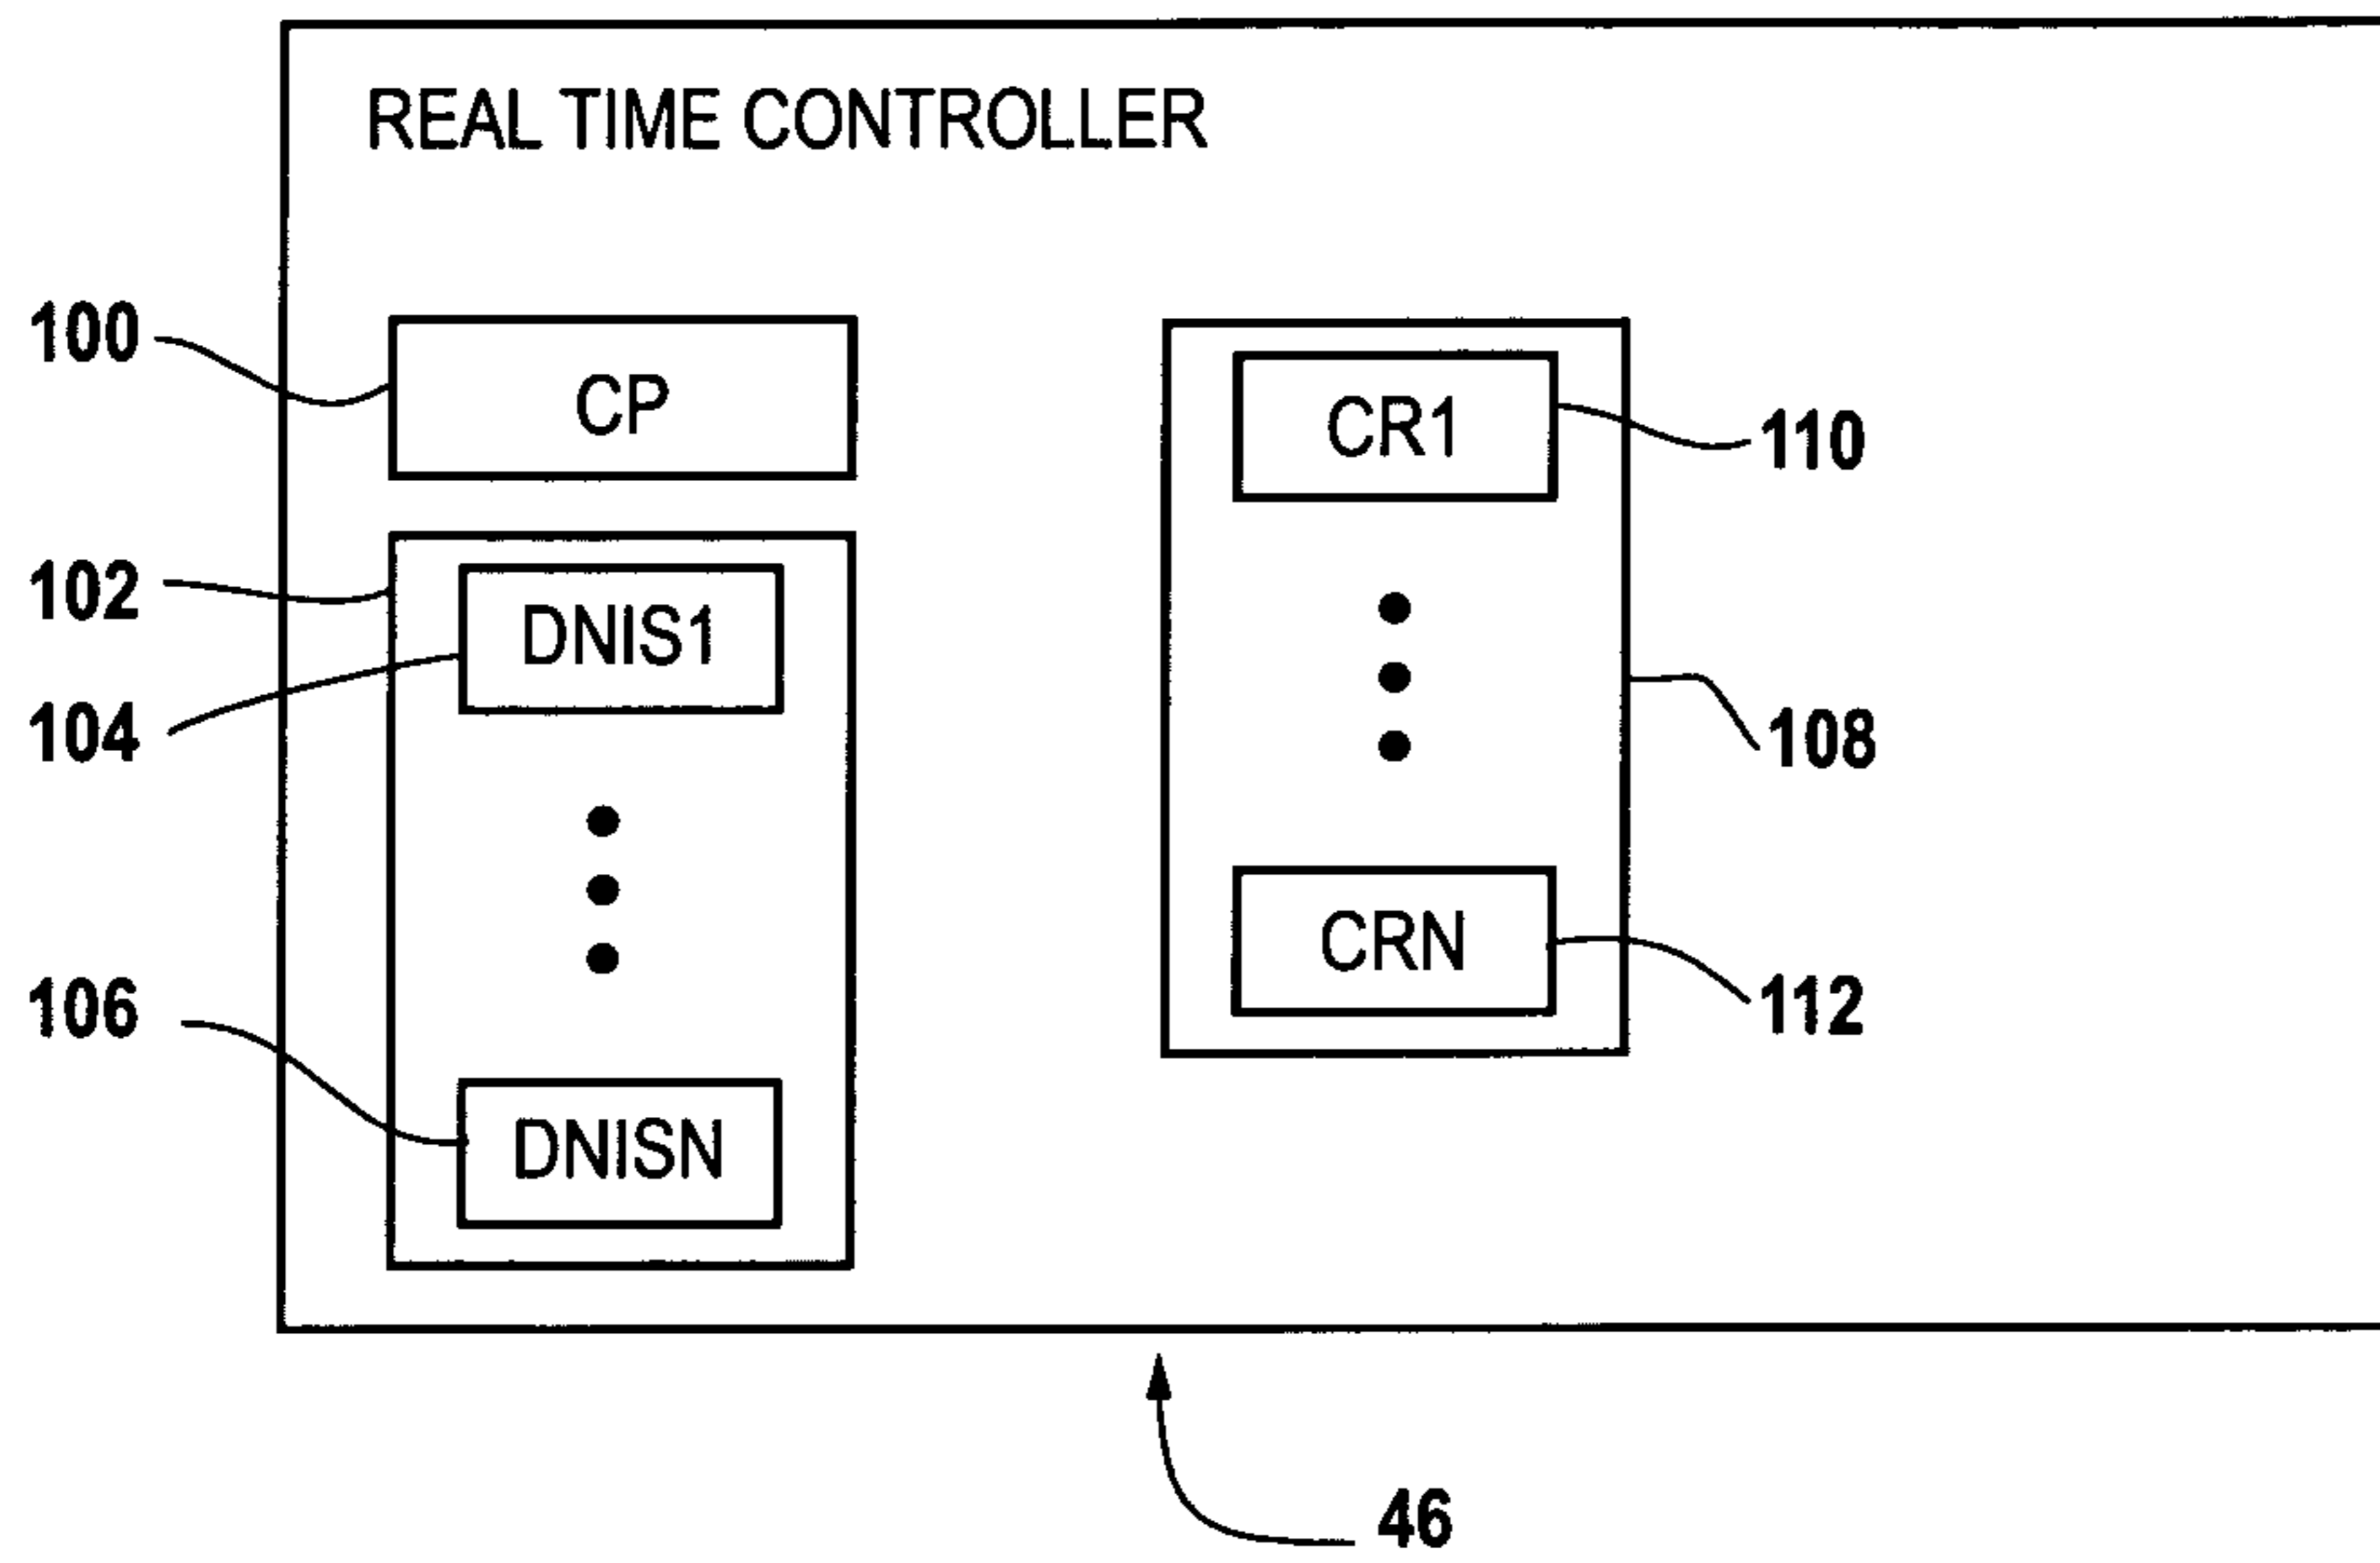 REAL TIME CONTROLLER
100
CP
CR1
110
102
DNIS1
104
108
106
CRN
112
DNISN
46